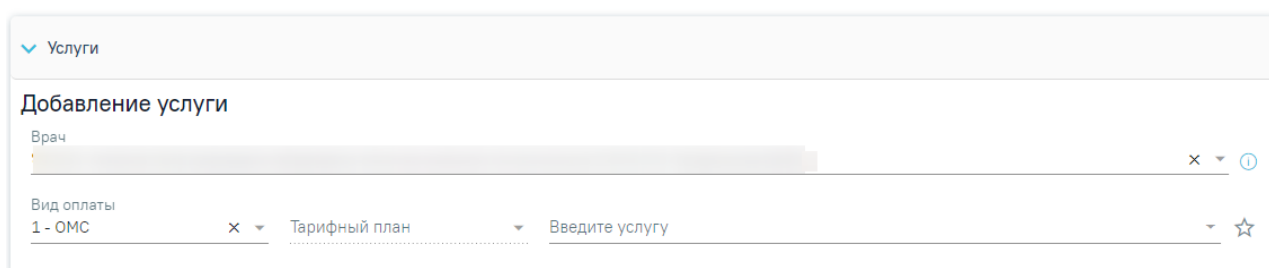 Услуги
Добавление услуги
Врач
Вид оплаты
1 - ОМС Тарифный план Введите услугу